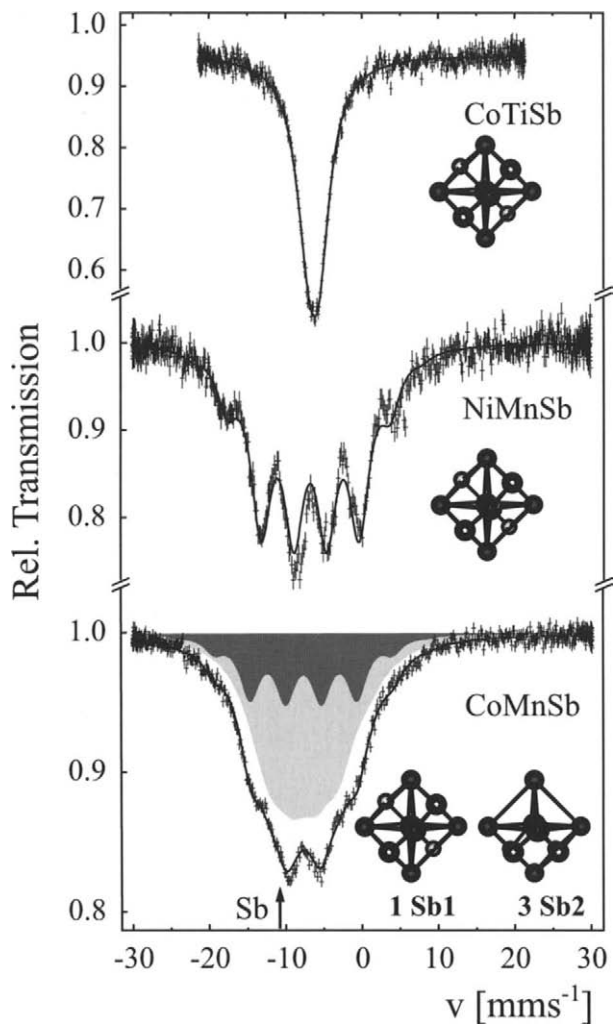 1.0
0.9
CoTiSb
0.8
0.7
0.6
1.0
NiMnSb
0.9
0.8
Rel. Transmission
1.0
CoMnSb
0.9
Sb
1 Sb1
3 Sb2
0.8
-30 -20 -10 0 10 20 30
v [mms⁻¹]